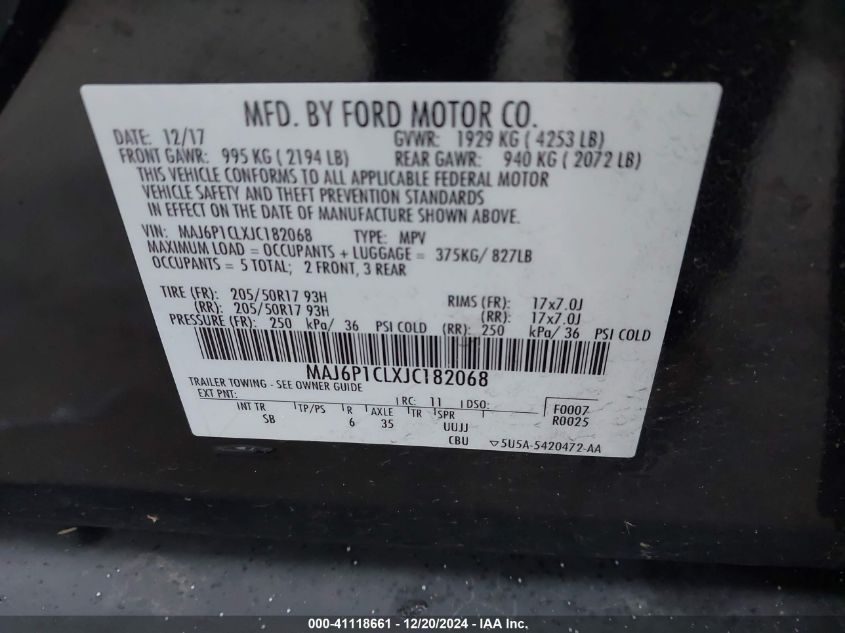 MFD. BY FORD MOTOR CO.
DATE: 12/17 GVWR: 1929 KG ( 4253 LB)
FRONT GAWR: 995 KG ( 2194 LB) REAR GAWR: 940 KG ( 2072 LB)
THIS VEHICLE CONFORMS TO ALL APPLICABLE FEDERAL MOTOR
VEHICLE SAFETY AND THEFT PREVENTION STANDARDS
IN EFFECT ON THE DATE OF MANUFACTURE SHOWN ABOVE.
VIN: MAJ6P1CLXJC182068 TYPE: MPV
MAXIMUM LOAD = OCCUPANTS + LUGGAGE = 375KG/ 827LB
OCCUPANTS = 5 TOTAL; 2 FRONT, 3 REAR
TIRE (FR): 205/50R17 93H RIMS (FR): 17x7.0J
(RR): 205/50R17 93H (RR): 17x7.0J
PRESSURE (FR): 250 kPa/ 36 PSI COLD (RR): 250 kPa/ 36 PSI COLD
MAJ6P1CLXJC182068
TRAILER TOWING - SEE OWNER GUIDE
EXT PNT: RC: 11 DSO: F0007
INT TR TP/PS R AXLE TR SPR R0025
SB 6 35 UUJJ
CBU 5U5A-5420472-AA
000-41118661 - 12/20/2024 - IAA Inc.